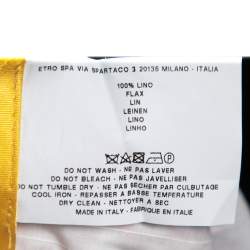 ETRO SPA VIA SPARTACO 3 20135 MILANO - ITALIA
100% LINO
FLAX
LIN
LEINEN
LINO
LINHO
DO NOT WASH - NE PAS LAVER
DO NOT BLEACH - NE PAS JAVELLISER
DO NOT TUMBLE DRY - NE PAS SÉCHER PAR CULBUTAGE
COOL IRON - REPASSER A BASSE TEMPÉRATURE
DRY CLEAN - NETTOYER A SEC
MADE IN ITALY - FABRIQUE EN ITALIE